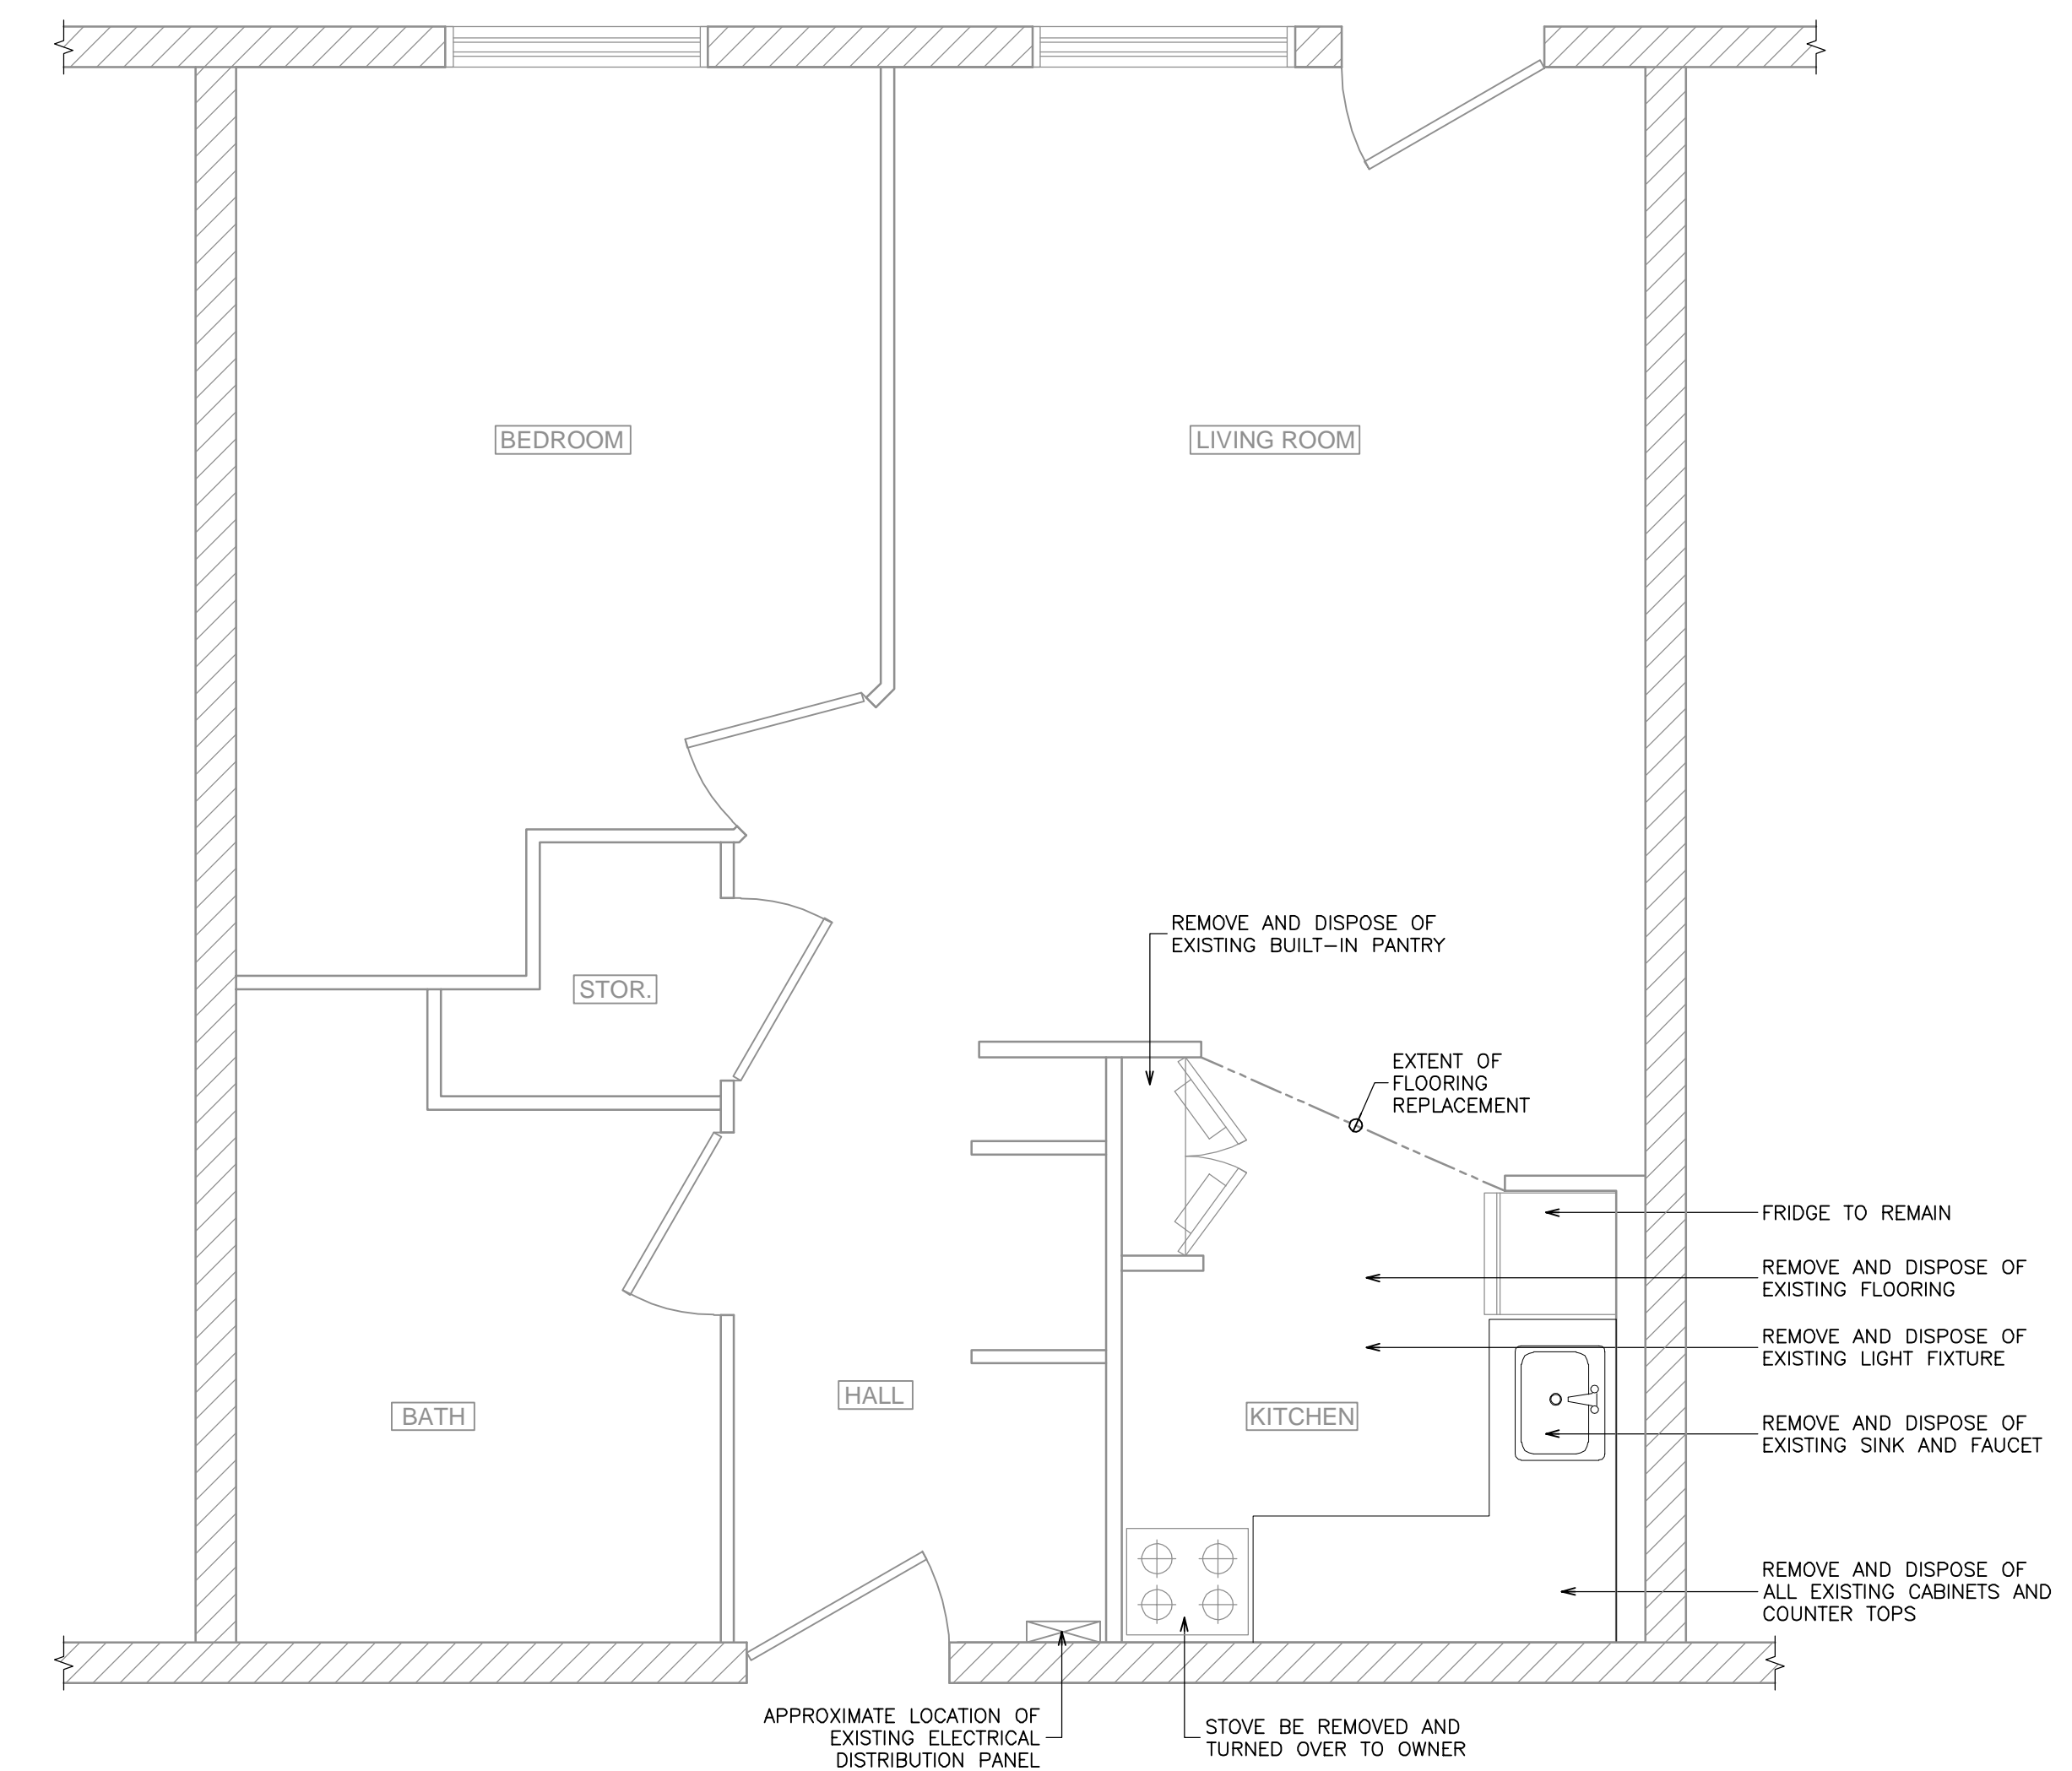 BEDROOM
LIVING ROOM
REMOVE AND DISPOSE OF
EXISTING BUILT-IN PANTRY
STOR.
EXTENT OF
FLOORING
REPLACEMENT
FRIDGE TO REMAIN
REMOVE AND DISPOSE OF
EXISTING FLOORING
REMOVE AND DISPOSE OF
EXISTING LIGHT FIXTURE
HALL
BATH
KITCHEN
REMOVE AND DISPOSE OF
EXISTING SINK AND FAUCET
REMOVE AND DISPOSE OF
ALL EXISTING CABINETS AND
COUNTER TOPS
APPROXIMATE LOCATION OF
EXISTING ELECTRICAL
DISTRIBUTION PANEL
STOVE BE REMOVED AND
TURNED OVER TO OWNER